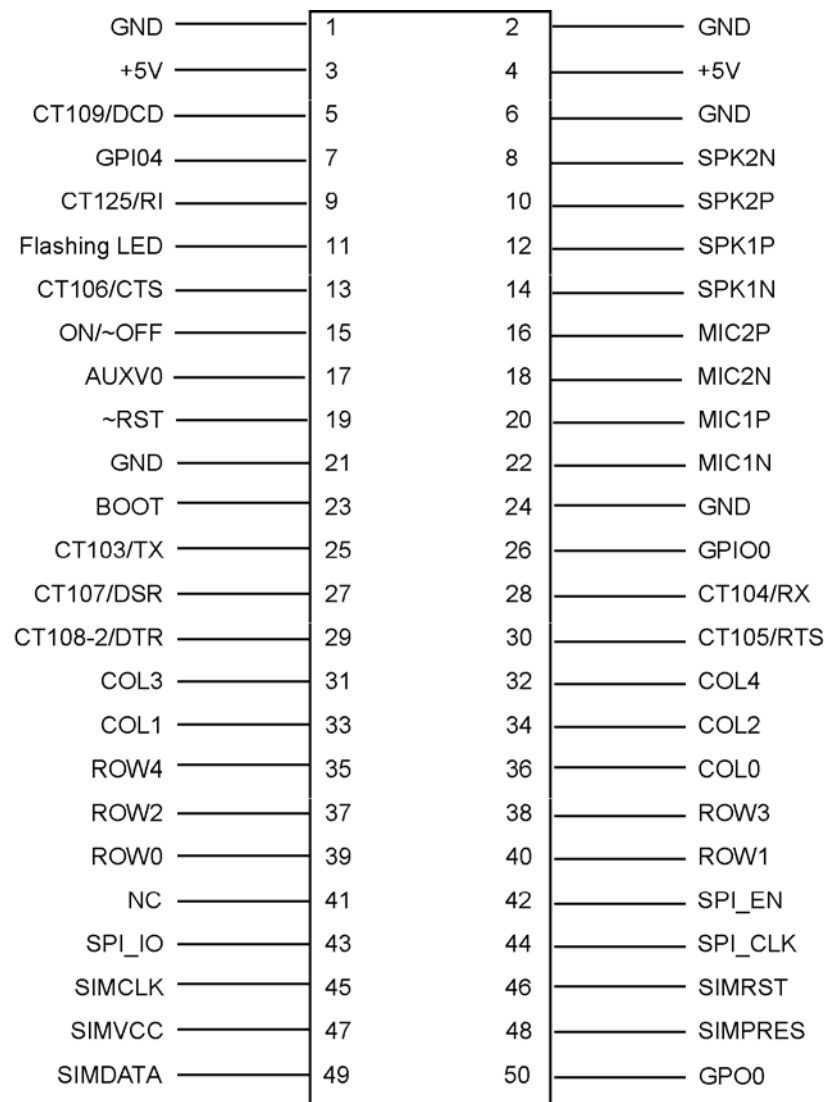 GND 1 2 GND
+5V 3 4 +5V
CT109/DCD 5 6 GND
GPI04 7 8 SPK2N
CT125/RI 9 10 SPK2P
Flashing LED 11 12 SPK1P
CT106/CTS 13 14 SPK1N
ON/~OFF 15 16 MIC2P
AUXV0 17 18 MIC2N
~RST 19 20 MIC1P
GND 21 22 MIC1N
BOOT 23 24 GND
CT103/TX 25 26 GPIO0
CT107/DSR 27 28 CT104/RX
CT108-2/DTR 29 30 CT105/RTS
COL3 31 32 COL4
COL1 33 34 COL2
ROW4 35 36 COL0
ROW2 37 38 ROW3
ROW0 39 40 ROW1
NC 41 42 SPI_EN
SPI_IO 43 44 SPI_CLK
SIMCLK 45 46 SIMRST
SIMVCC 47 48 SIMPRES
SIMDATA 49 50 GPO0